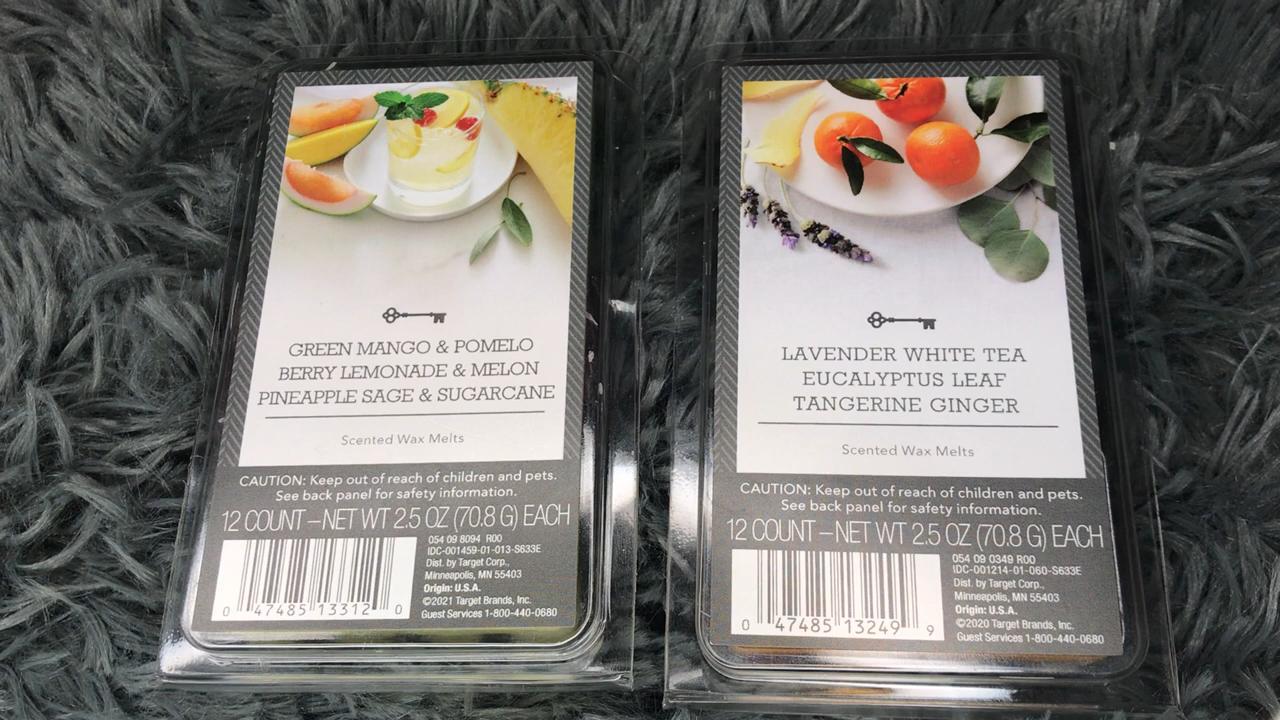 GREEN MANGO & POMELO
BERRY LEMONADE & MELON
PINEAPPLE SAGE & SUGARCANE
Scented Wax Melts
CAUTION: Keep out of reach of children and pets.
See back panel for safety information.
12 COUNT – NET WT 2.5 OZ (70.8 G) EACH
054 09 8094 R00
IDC-001459-01-013-S633E
Dist. by Target Corp.,
Minneapolis, MN 55403
Origin: U.S.A.
©2021 Target Brands, Inc.
Guest Services 1-800-440-0680
0 47485 13312 0
LAVENDER WHITE TEA
EUCALYPTUS LEAF
TANGERINE GINGER
Scented Wax Melts
CAUTION: Keep out of reach of children and pets.
See back panel for safety information.
12 COUNT – NET WT 2.5 OZ (70.8 G) EACH
054 09 0349 R00
IDC-001214-01-060-S633E
Dist. by Target Corp.,
Minneapolis, MN 55403
Origin: U.S.A.
©2020 Target Brands, Inc.
Guest Services 1-800-440-0680
0 47485 13249 9